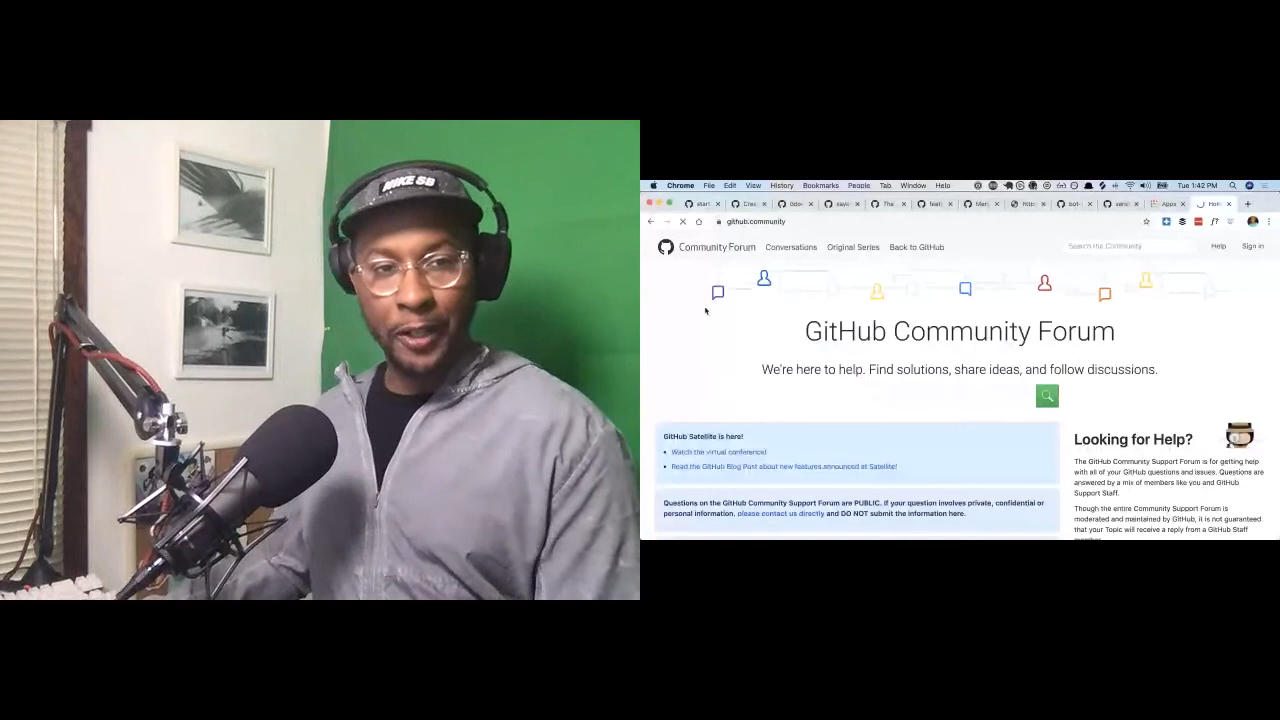 NIKE SB
Chrome File Edit View History Bookmarks People Tab Window Help
Tue 1:42 PM
start
The
Apps
github.community
Community Forum Conversations Original Series Back to GitHub
Search the Community
Help Sign in
GitHub Community Forum
We're here to help. Find solutions, share ideas, and follow discussions.
GitHub Satellite is here!
Watch the virtual conference!
Read the GitHub Blog Post about new features announced at Satellite!
Questions on the GitHub Community Support Forum are PUBLIC. If your question involves private, confidential or
personal information, please contact us directly and DO NOT submit the information here.
Looking for Help?
The GitHub Community Support Forum is for getting help
with all of your GitHub questions and issues. Questions
are answered by a mix of members like you and GitHub
Support Staff.
Though the entire Community Support Forum is
moderated and maintained by GitHub, it is not guaranteed
that your Topic will receive a reply from a GitHub Staff